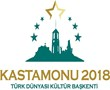 KASTAMONU 2018
TÜRK DÜNYASI KÜLTÜR BAŞKENTİ